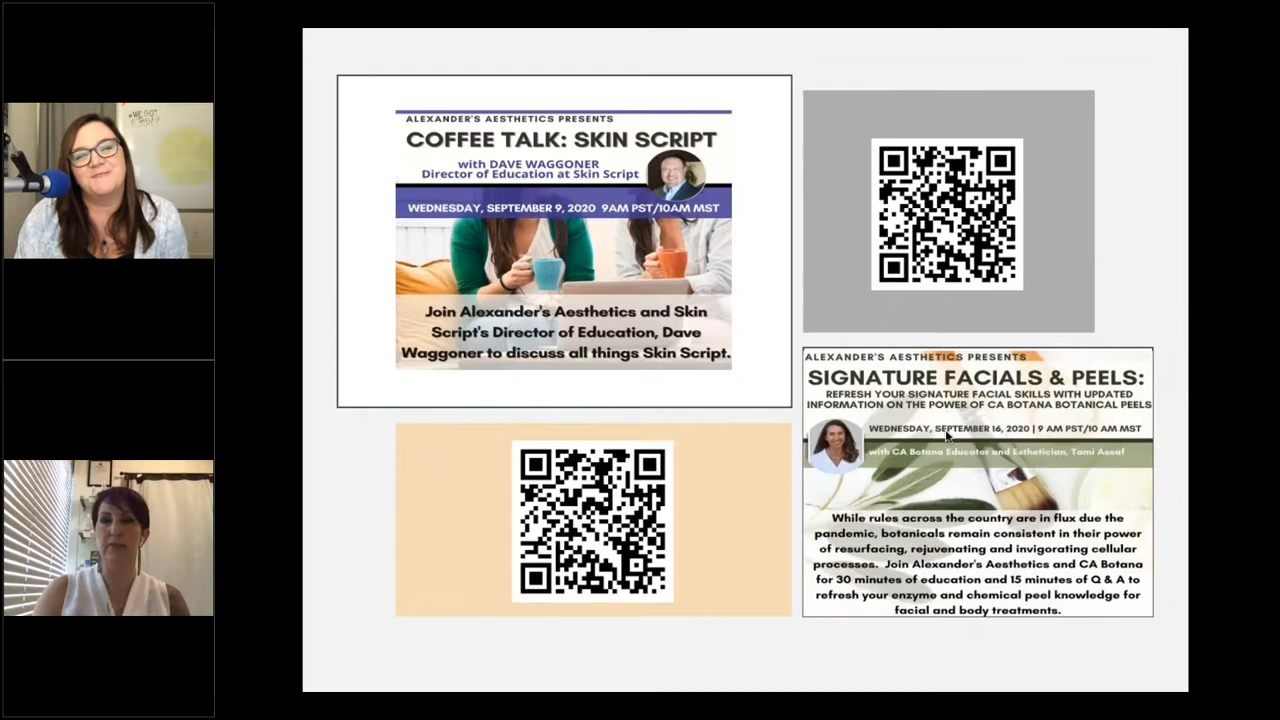 ALEXANDER'S AESTHETICS PRESENTS
COFFEE TALK: SKIN SCRIPT
with DAVE WAGGONER
Director of Education at Skin Script
WEDNESDAY, SEPTEMBER 9, 2020 9AM PST/10AM MST
Join Alexander's Aesthetics and Skin
Script's Director of Education, Dave
Waggoner to discuss all things Skin Script.
ALEXANDER'S AESTHETICS PRESENTS
SIGNATURE FACIALS & PEELS:
REFRESH YOUR SIGNATURE FACIAL SKILLS WITH UPDATED
INFORMATION ON THE POWER OF CA BOTANA BOTANICAL PEELS
WEDNESDAY, SEPTEMBER 16, 2020 | 9 AM PST/10 AM MST
with CA Botana Educator and Esthetician, Tami Assaf
While rules across the country are in flux due the
pandemic, botanicals remain consistent in their power
of resurfacing, rejuvenating and invigorating cellular
processes. Join Alexander's Aesthetics and CA Botana
for 30 minutes of education and 15 minutes of Q & A to
refresh your enzyme and chemical peel knowledge for
facial and body treatments.